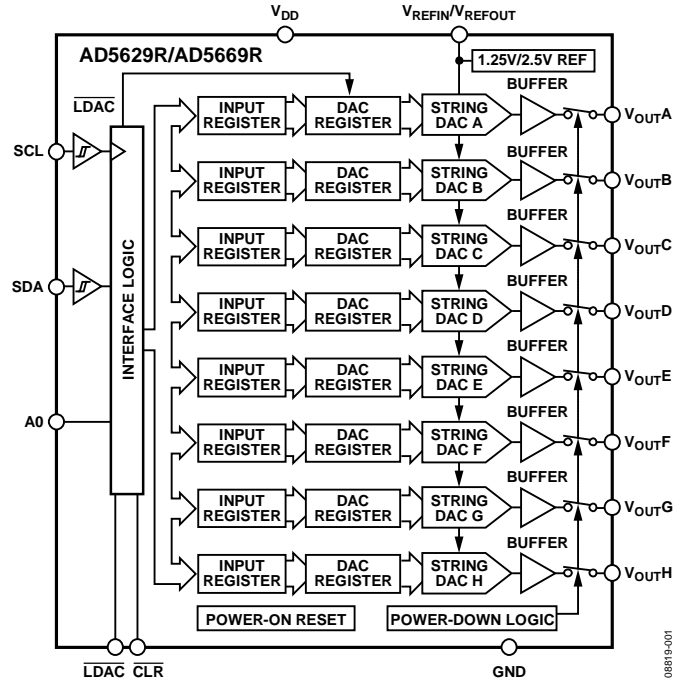 VDD
VREFIN/VREFOUT
AD5629R/AD5669R
1.25V/2.5V REF
LDAC
BUFFER
INPUT REGISTER
DAC REGISTER
STRING DAC A
VOUTA
SCL
BUFFER
INPUT REGISTER
DAC REGISTER
STRING DAC B
VOUTB
BUFFER
INPUT REGISTER
DAC REGISTER
STRING DAC C
VOUTC
SDA
INTERFACE LOGIC
BUFFER
INPUT REGISTER
DAC REGISTER
STRING DAC D
VOUTD
BUFFER
INPUT REGISTER
DAC REGISTER
STRING DAC E
VOUTE
A0
BUFFER
INPUT REGISTER
DAC REGISTER
STRING DAC F
VOUTF
BUFFER
INPUT REGISTER
DAC REGISTER
STRING DAC G
VOUTG
BUFFER
INPUT REGISTER
DAC REGISTER
STRING DAC H
VOUTH
POWER-ON RESET
POWER-DOWN LOGIC
LDAC
CLR
GND
08819-001